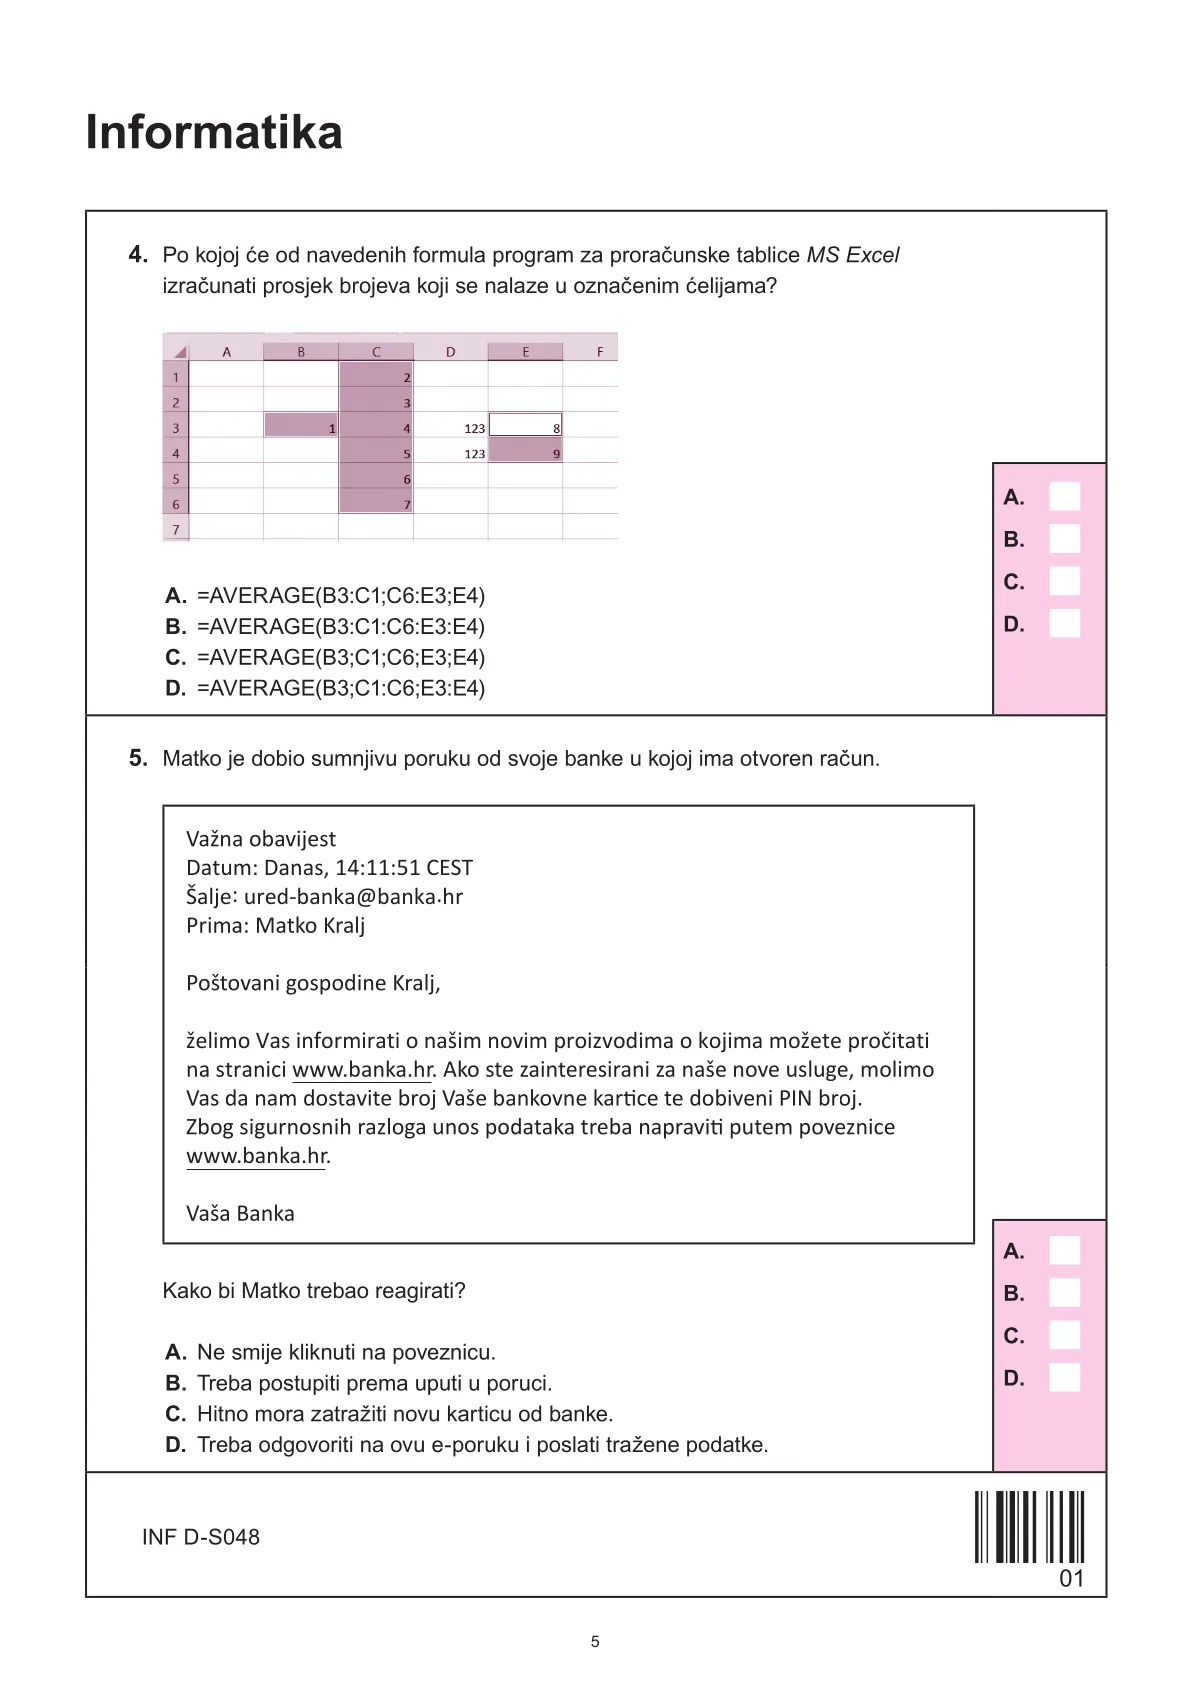 Informatika
4. Po kojoj će od navedenih formula program za proračunske tablice MS Excel
izračunati prosjek brojeva koji se nalaze u označenim ćelijama?
A B C D E F
1 2
2 3
3 1 4 123 8
4 5 123 9
5 6
6 7
7
A. =AVERAGE(B3:C1;C6:E3;E4)
B. =AVERAGE(B3:C1:C6:E3:E4)
C. =AVERAGE(B3;C1;C6;E3;E4)
D. =AVERAGE(B3;C1:C6;E3:E4)
A.
B.
C.
D.
5. Matko je dobio sumnjivu poruku od svoje banke u kojoj ima otvoren račun.
Važna obavijest
Datum: Danas, 14:11:51 CEST
Šalje: ured-banka@banka.hr
Prima: Matko Kralj
Poštovani gospodine Kralj,
želimo Vas informirati o našim novim proizvodima o kojima možete pročitati
na stranici www.banka.hr. Ako ste zainteresirani za naše nove usluge, molimo
Vas da nam dostavite broj Vaše bankovne kartice te dobiveni PIN broj.
Zbog sigurnosnih razloga unos podataka treba napraviti putem poveznice
www.banka.hr.
Vaša Banka
Kako bi Matko trebao reagirati?
A. Ne smije kliknuti na poveznicu.
B. Treba postupiti prema uputi u poruci.
C. Hitno mora zatražiti novu karticu od banke.
D. Treba odgovoriti na ovu e-poruku i poslati tražene podatke.
A.
B.
C.
D.
INF D-S048
01
5